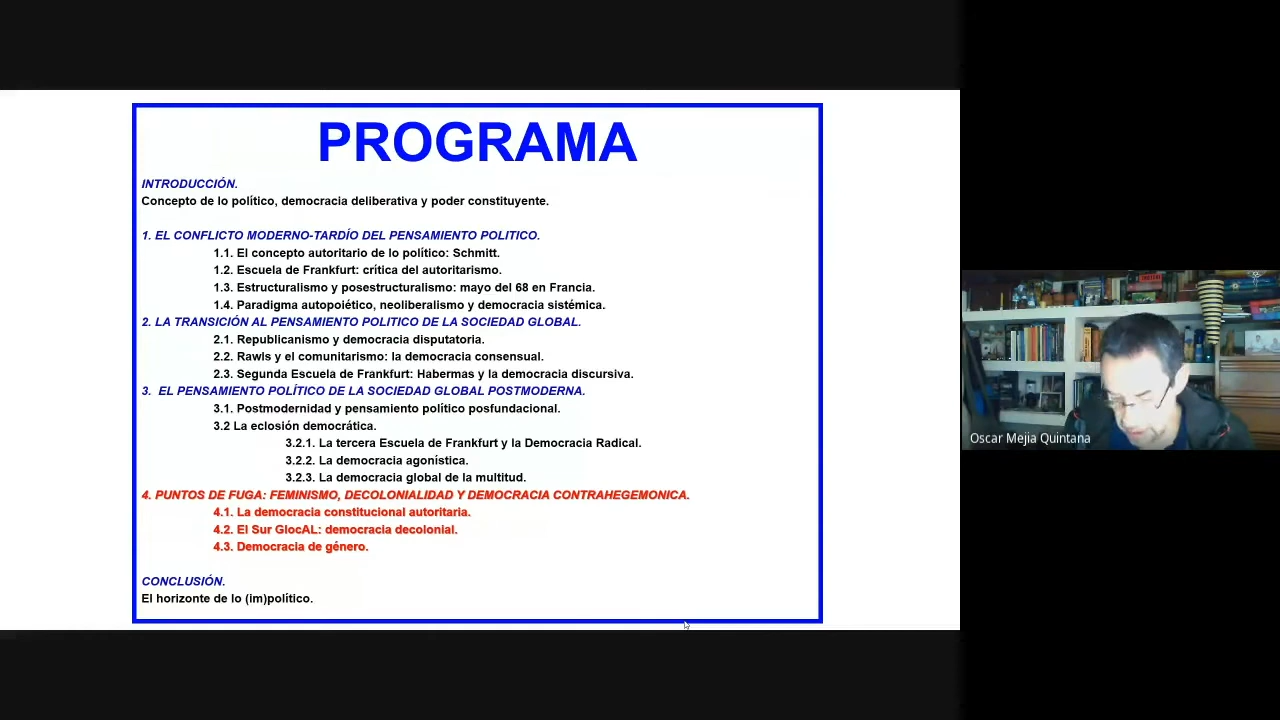 PROGRAMA
INTRODUCCIÓN.
Concepto de lo político, democracia deliberativa y poder constituyente.
1. EL CONFLICTO MODERNO-TARDÍO DEL PENSAMIENTO POLITICO.
1.1. El concepto autoritario de lo político: Schmitt.
1.2. Escuela de Frankfurt: crítica del autoritarismo.
1.3. Estructuralismo y posestructuralismo: mayo del 68 en Francia.
1.4. Paradigma autopoiético, neoliberalismo y democracia sistémica.
2. LA TRANSICIÓN AL PENSAMIENTO POLITICO DE LA SOCIEDAD GLOBAL.
2.1. Republicanismo y democracia disputatoria.
2.2. Rawls y el comunitarismo: la democracia consensual.
2.3. Segunda Escuela de Frankfurt: Habermas y la democracia discursiva.
3. EL PENSAMIENTO POLÍTICO DE LA SOCIEDAD GLOBAL POSTMODERNA.
3.1. Postmodernidad y pensamiento político posfundacional.
3.2 La eclosión democrática.
3.2.1. La tercera Escuela de Frankfurt y la Democracia Radical.
3.2.2. La democracia agonística.
3.2.3. La democracia global de la multitud.
4. PUNTOS DE FUGA: FEMINISMO, DECOLONIALIDAD Y DEMOCRACIA CONTRAHEGEMONICA.
4.1. La democracia constitucional autoritaria.
4.2. El Sur GlocAL: democracia decolonial.
4.3. Democracia de género.
CONCLUSIÓN.
El horizonte de lo (im)político.
Oscar Mejia Quintana